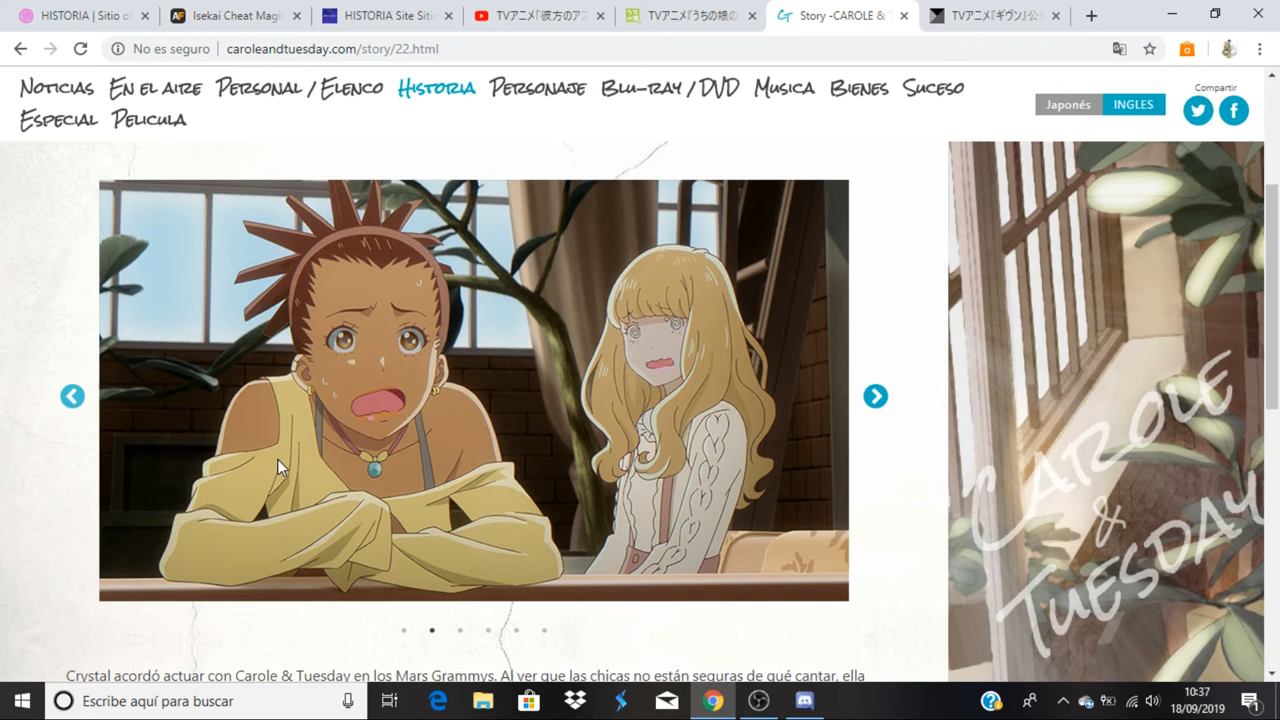 HISTORIA | Sitio of
Isekai Cheat Magic
HISTORIA Site Siti
TVアニメ「彼方のア
TVアニメ『うちの娘の
Story -CAROLE & T
TVアニメ『ギヴン』公
No es seguro
caroleandtuesday.com/story/22.html
Noticias En el aire Personal / Elenco Historia Personaje Blu-ray / DVD Musica Bienes Suceso
Especial Pelicula
Japonés INGLES
Compartir
CAROLE
&
TUESDAY
Crystal acordó actuar con Carole & Tuesday en los Mars Grammys. Al ver que las chicas no están seguras de qué cantar, ella
Escribe aquí para buscar
10:37
18/09/2019
1